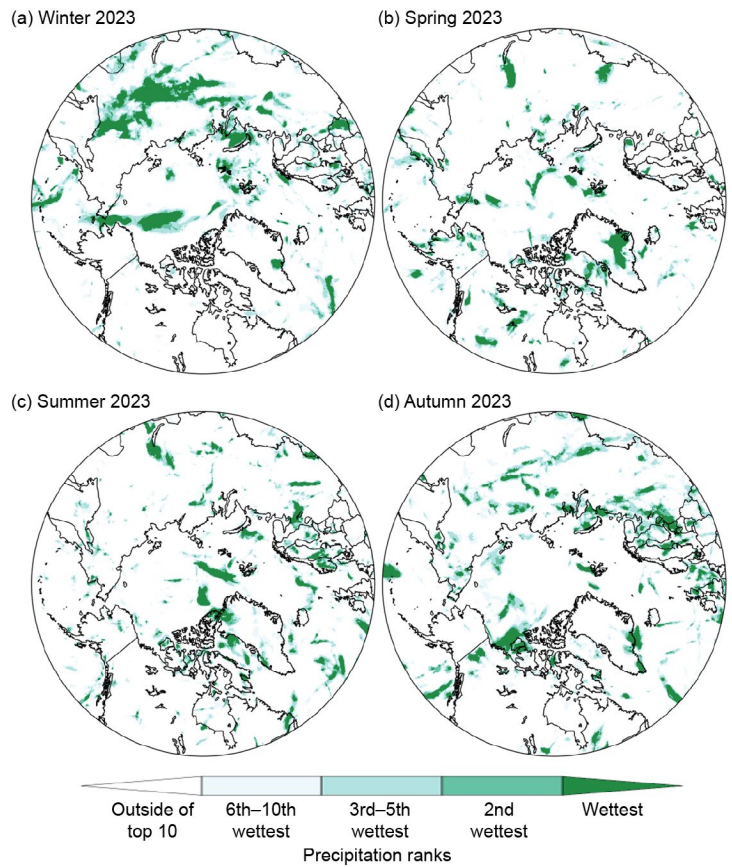 (a) Winter 2023
(b) Spring 2023
(c) Summer 2023
(d) Autumn 2023
Outside of
top 10
6th–10th
wettest
3rd–5th
wettest
2nd
wettest
Wettest
Precipitation ranks